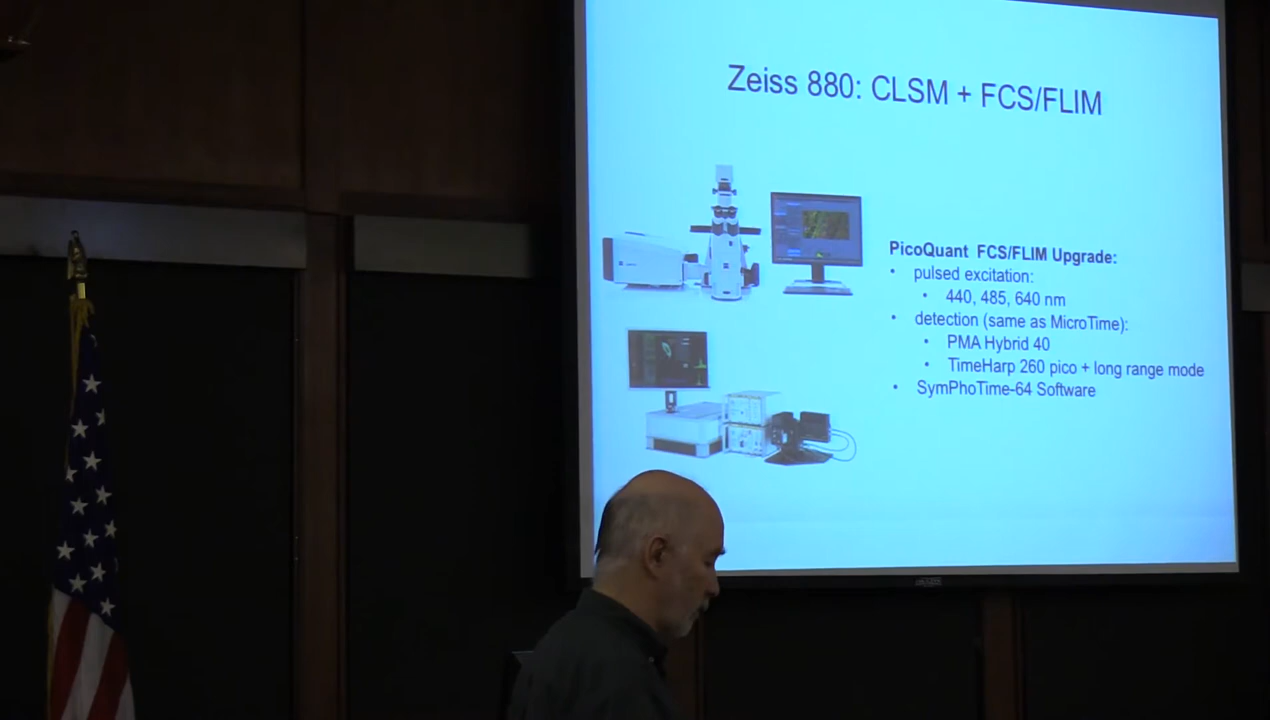 Zeiss 880: CLSM + FCS/FLIM
PicoQuant FCS/FLIM Upgrade:
• pulsed excitation:
• 440, 485, 640 nm
• detection (same as MicroTime):
• PMA Hybrid 40
• TimeHarp 260 pico + long range mode
• SymPhoTime-64 Software